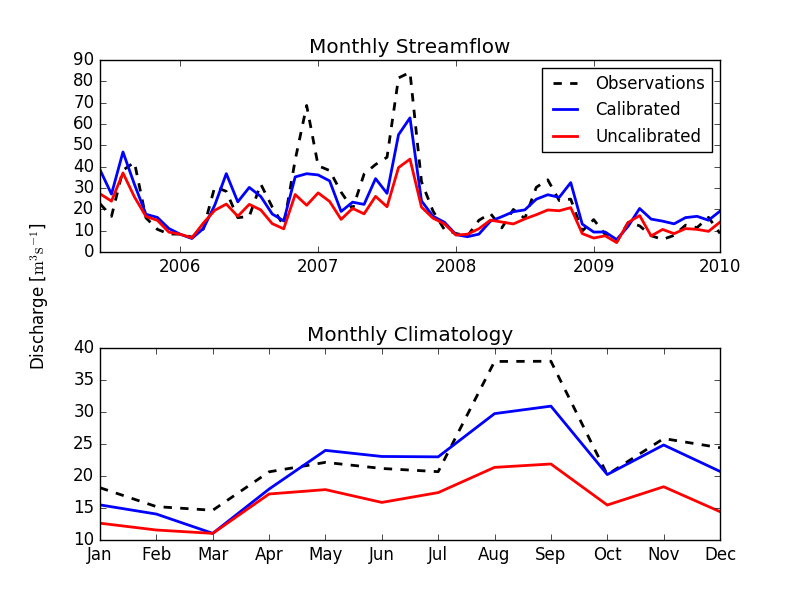 Monthly Streamflow
90
80
70
60
50
40
30
20
10
0
2006 2007 2008 2009 2010
Observations
Calibrated
Uncalibrated
Discharge [m³s⁻¹]
Monthly Climatology
40
35
30
25
20
15
10
Jan Feb Mar Apr May Jun Jul Aug Sep Oct Nov Dec